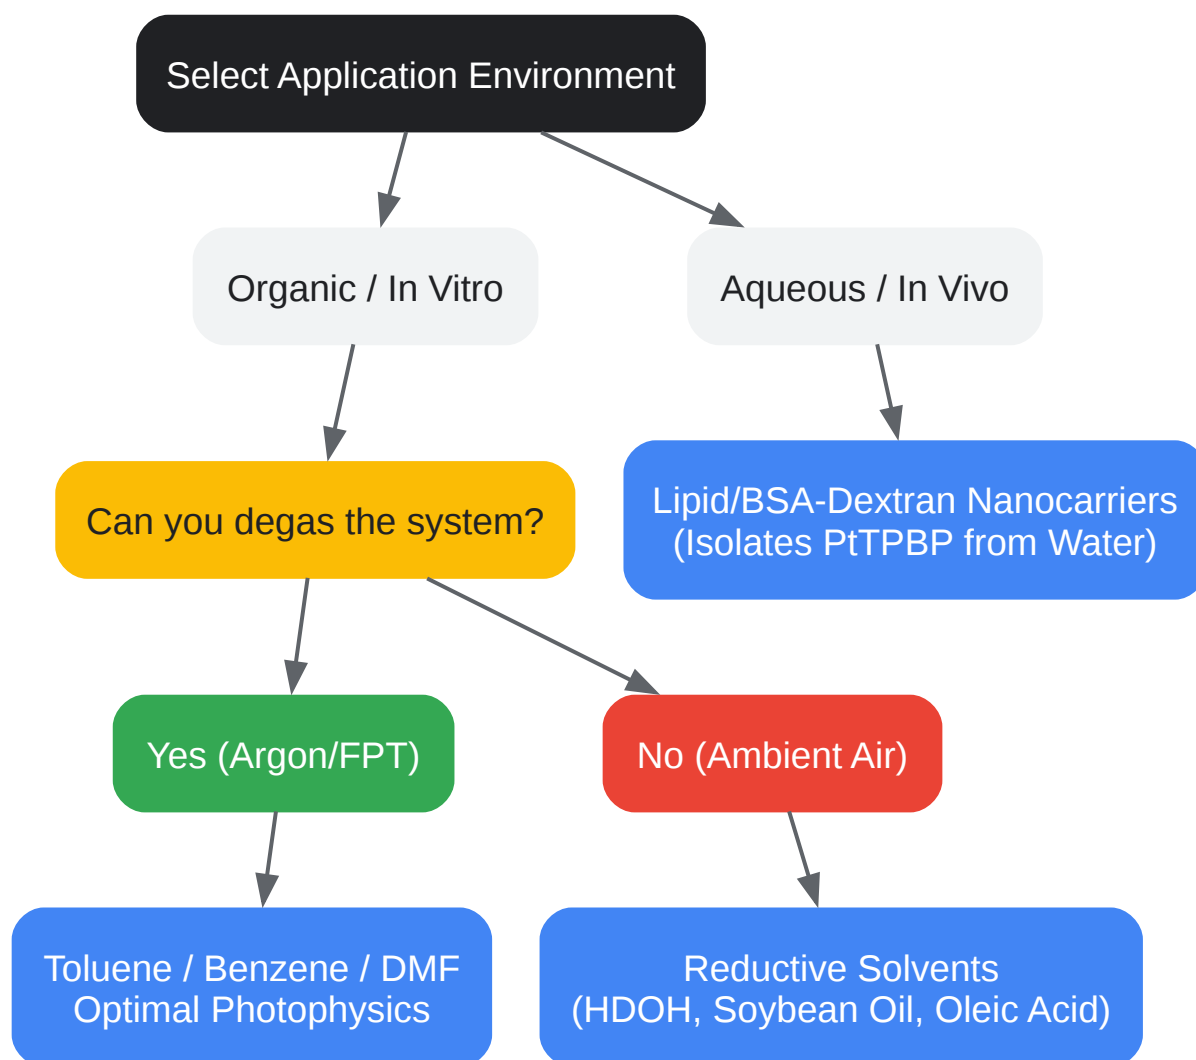 Select Application Environment
Organic / In Vitro
Aqueous / In Vivo
Can you degas the system?
Lipid/BSA-Dextran Nanocarriers
(Isolates PtTPBP from Water)
Yes (Argon/FPT)
No (Ambient Air)
Toluene / Benzene / DMF
Optimal Photophysics
Reductive Solvents
(HDOH, Soybean Oil, Oleic Acid)